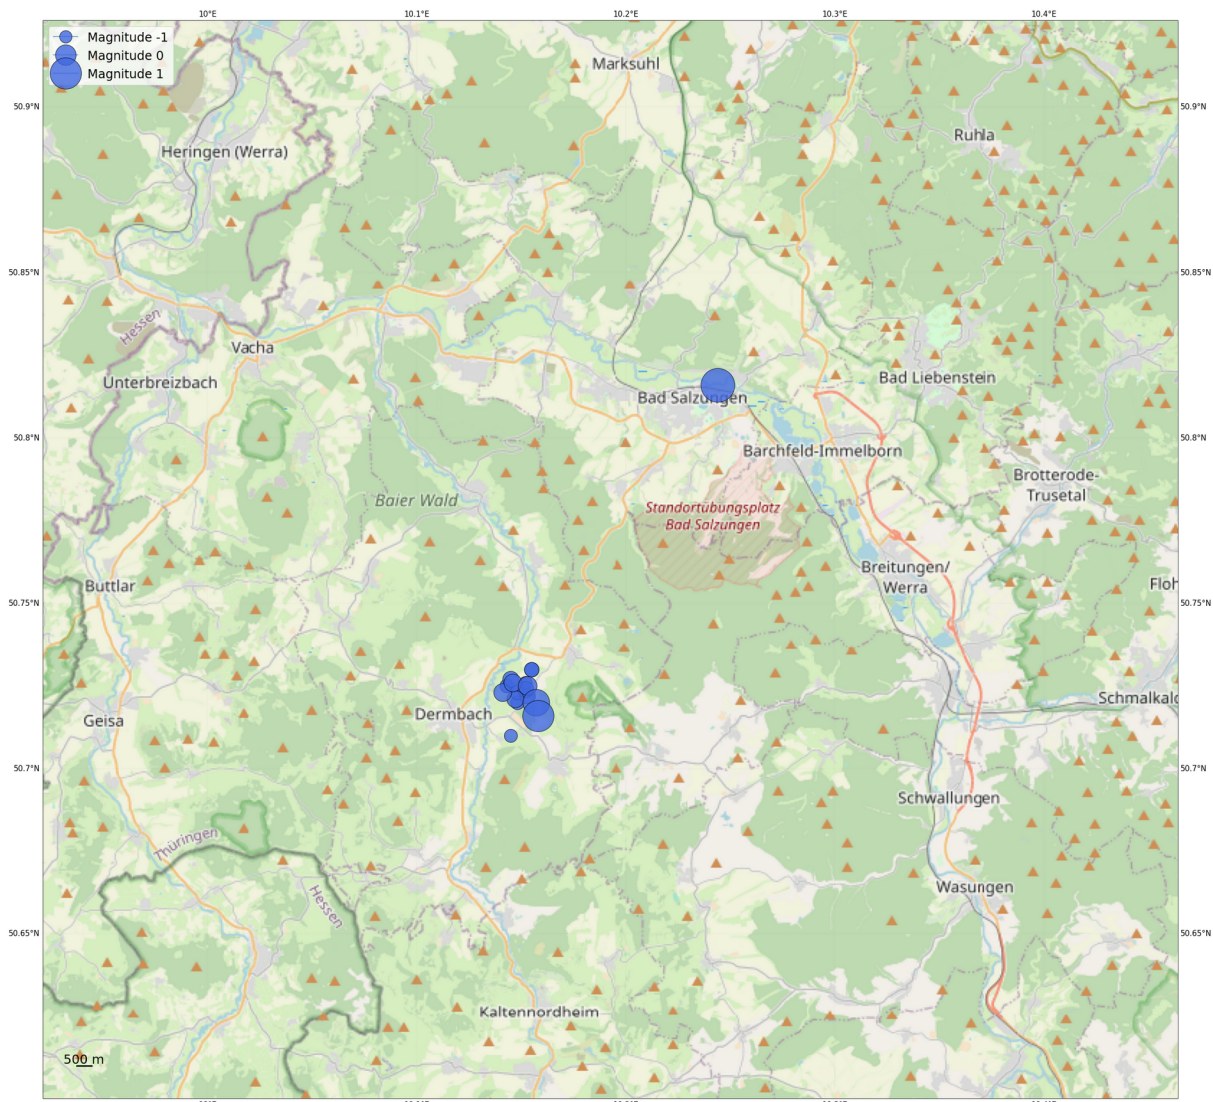 10°
10.1°E
10.2°E
10.3°E
10.4°E
Magnitude -1
Magnitude 0
Magnitude 1
Marksuhl
50.9°N
50.9°N
Ruhla
Heringen (Werra)
50.85°N
50.85°N
Hessen
Vacha
Unterbreizbach
Bad Liebenstein
Bad Salzungen
50.8°N
50.8°N
Barchfeld-Immelborn
Brotterode-
Trusetal
Baier Wald
Standortübungsplatz
Bad Salzungen
Buttlar
Breitungen/
Werra
Floh
50.75°N
50.75°N
Schmalkald
Geisa
Dermbach
50.7°N
50.7°N
Schwallungen
Thüringen
Hessen
Wasungen
50.65°N
50.65°N
Kaltennordheim
500 m